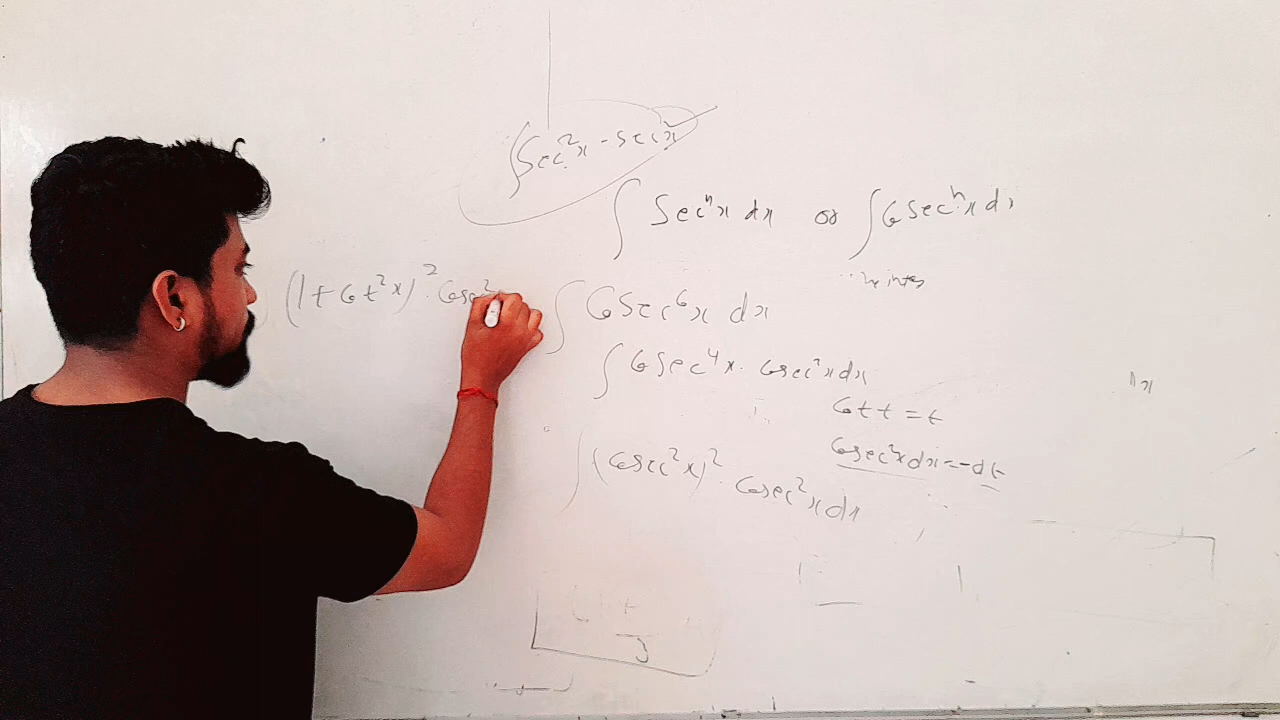 ∫sec²x - sec²x
∫ secⁿx dx or ∫cosecⁿx dx
(1+cot²x)² · cosec²
∫ cosec⁶x dx
∫ cosec⁴x · cosec²x dx
x
cott = t
cosec²x dx = -dt
∫ (cosec²x)² · cosec²x dx